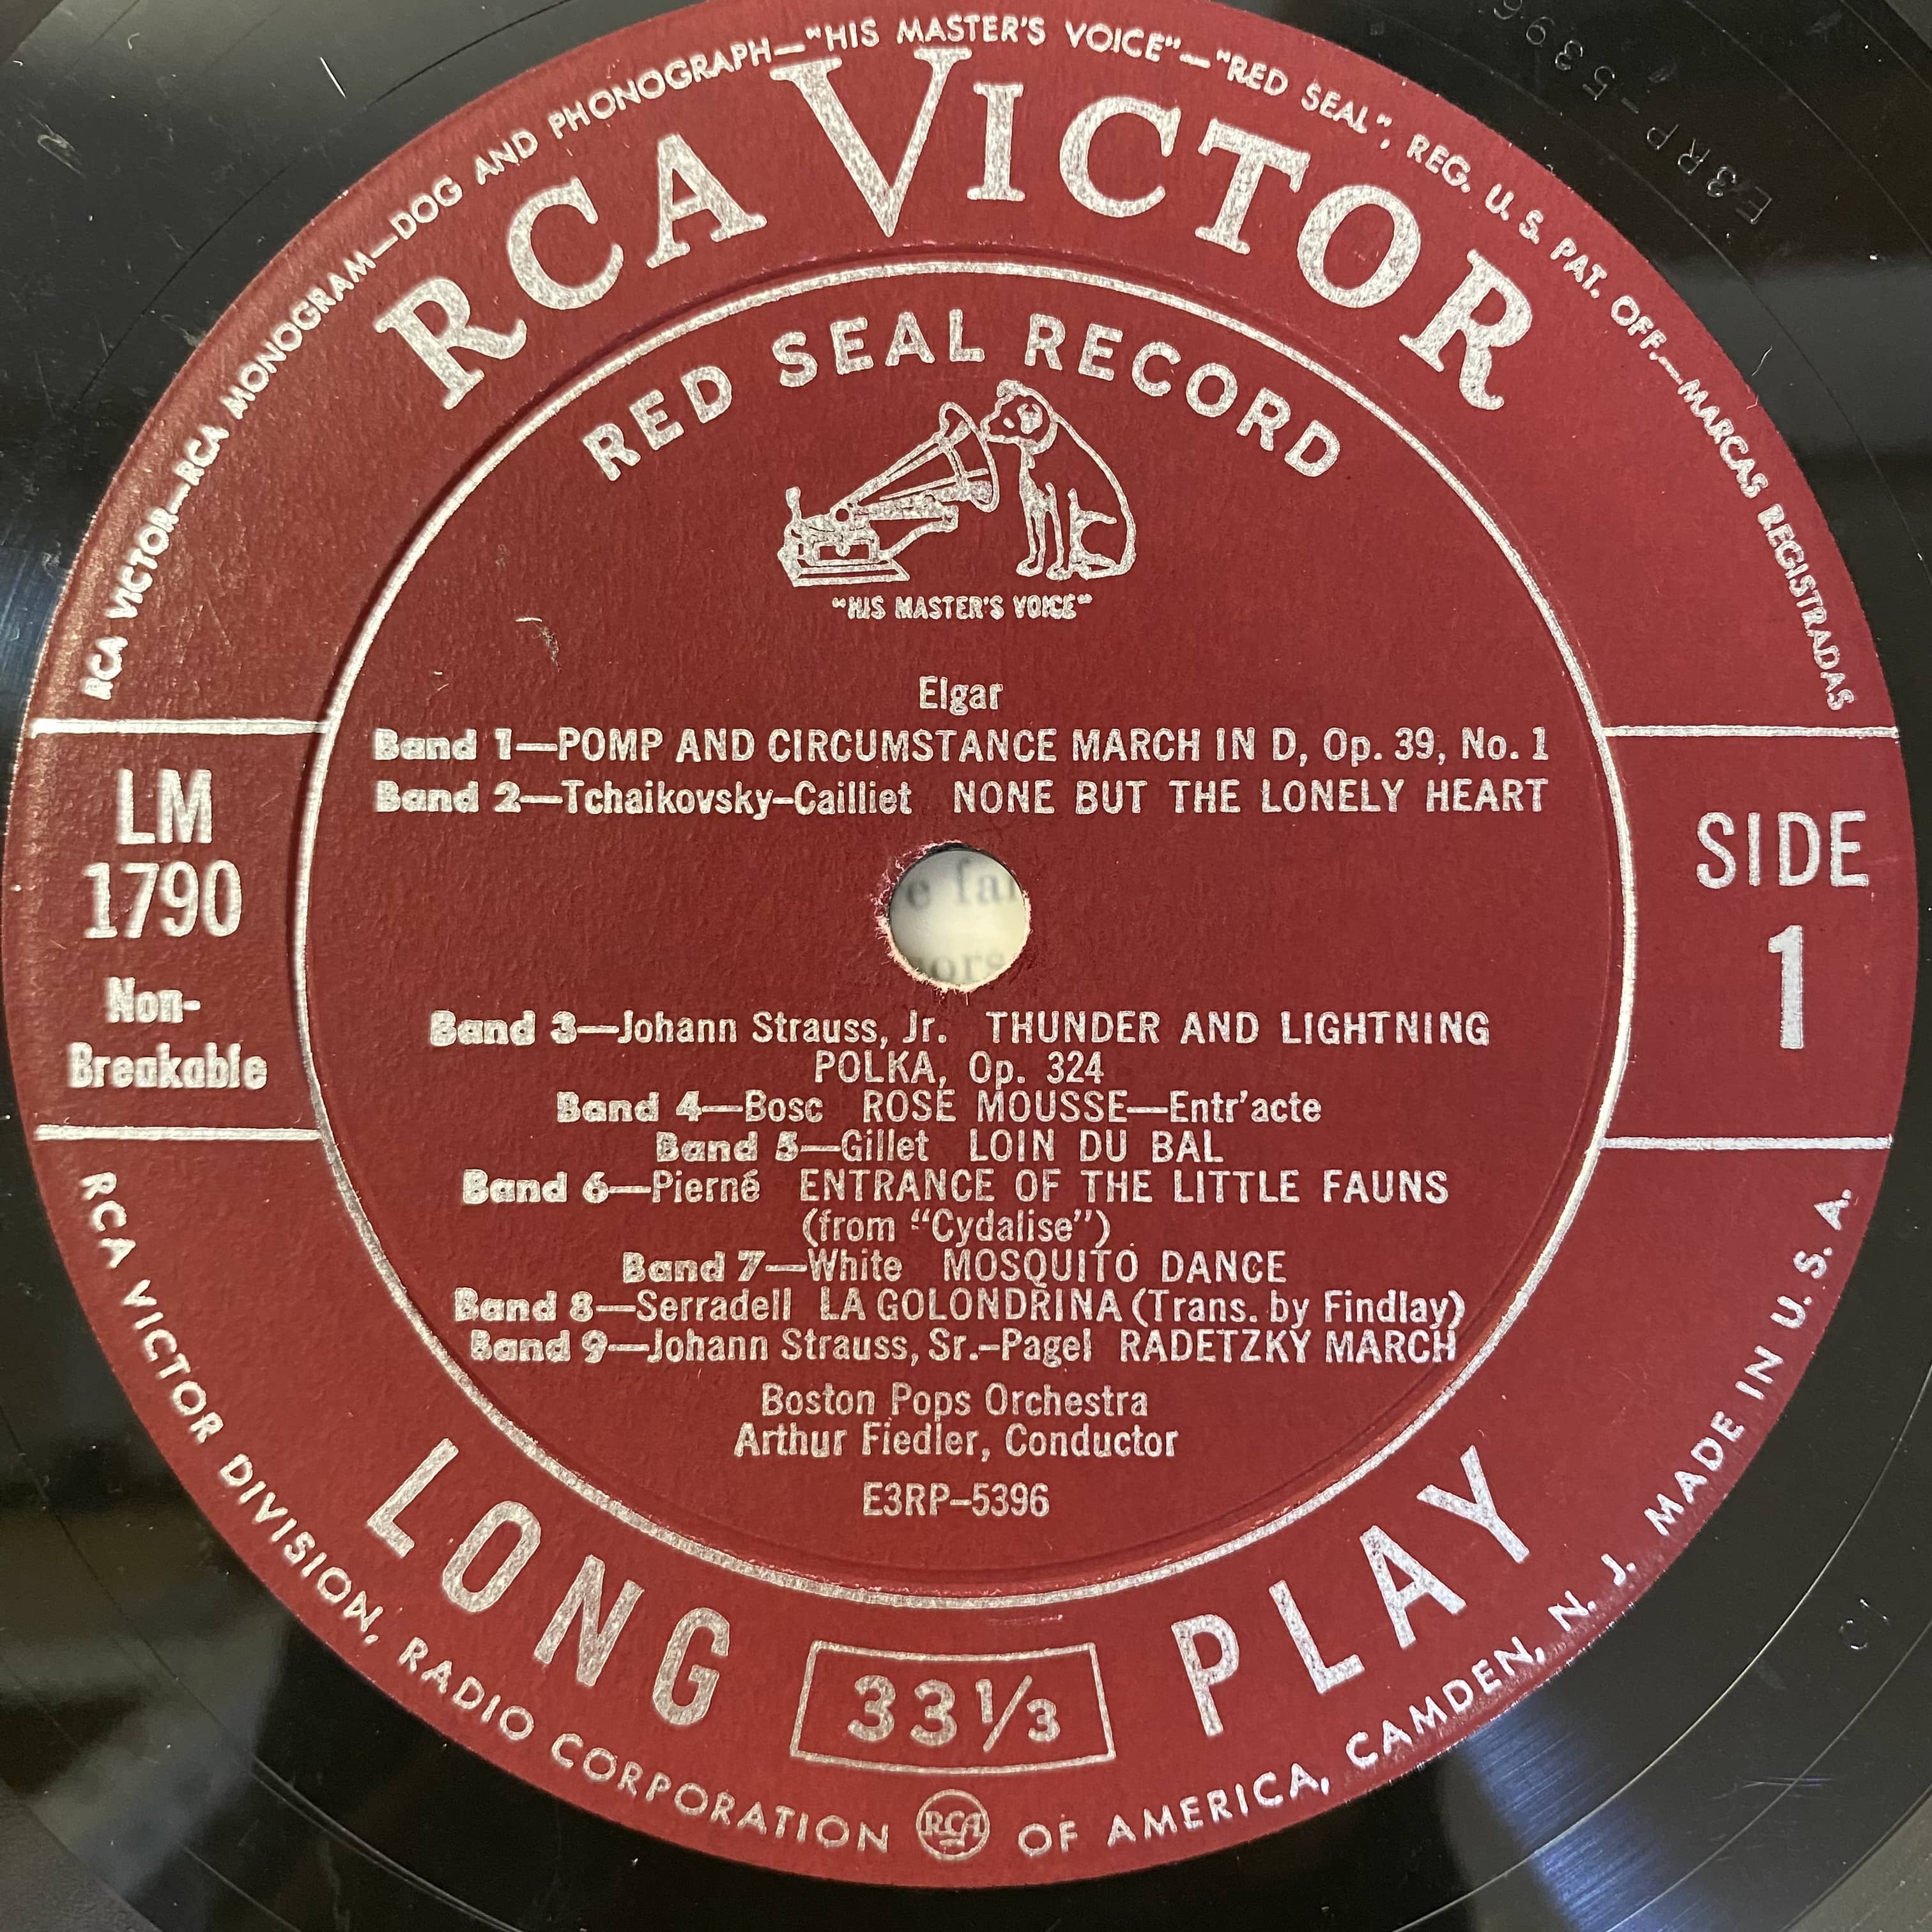 RCA VICTOR—RCA MONOGRAM—DOG AND PHONOGRAPH—"HIS MASTER'S VOICE"—"RED SEAL", REG. U. S. PAT. OFF.—MARCAS REGISTRADAS
RCA VICTOR
RED SEAL RECORD
"HIS MASTER'S VOICE"
Elgar
Band 1—POMP AND CIRCUMSTANCE MARCH IN D, Op. 39, No. 1
Band 2—Tchaikovsky-Cailliet NONE BUT THE LONELY HEART
LM
1790
Non-
Breakable
SIDE
1
Band 3—Johann Strauss, Jr. THUNDER AND LIGHTNING
POLKA, Op. 324
Band 4—Bosc ROSE MOUSSE—Entr'acte
Band 5—Gillet LOIN DU BAL
Band 6—Pierné ENTRANCE OF THE LITTLE FAUNS
(from "Cydalise")
Band 7—White MOSQUITO DANCE
Band 8—Serradell LA GOLONDRINA (Trans. by Findlay)
Band 9—Johann Strauss, Sr.-Pagel RADETZKY MARCH
Boston Pops Orchestra
Arthur Fiedler, Conductor
E3RP-5396
LONG 33 1/3 PLAY
RCA VICTOR DIVISION, RADIO CORPORATION RCA OF AMERICA, CAMDEN, N. J. MADE IN U. S. A.
E3RP-5396